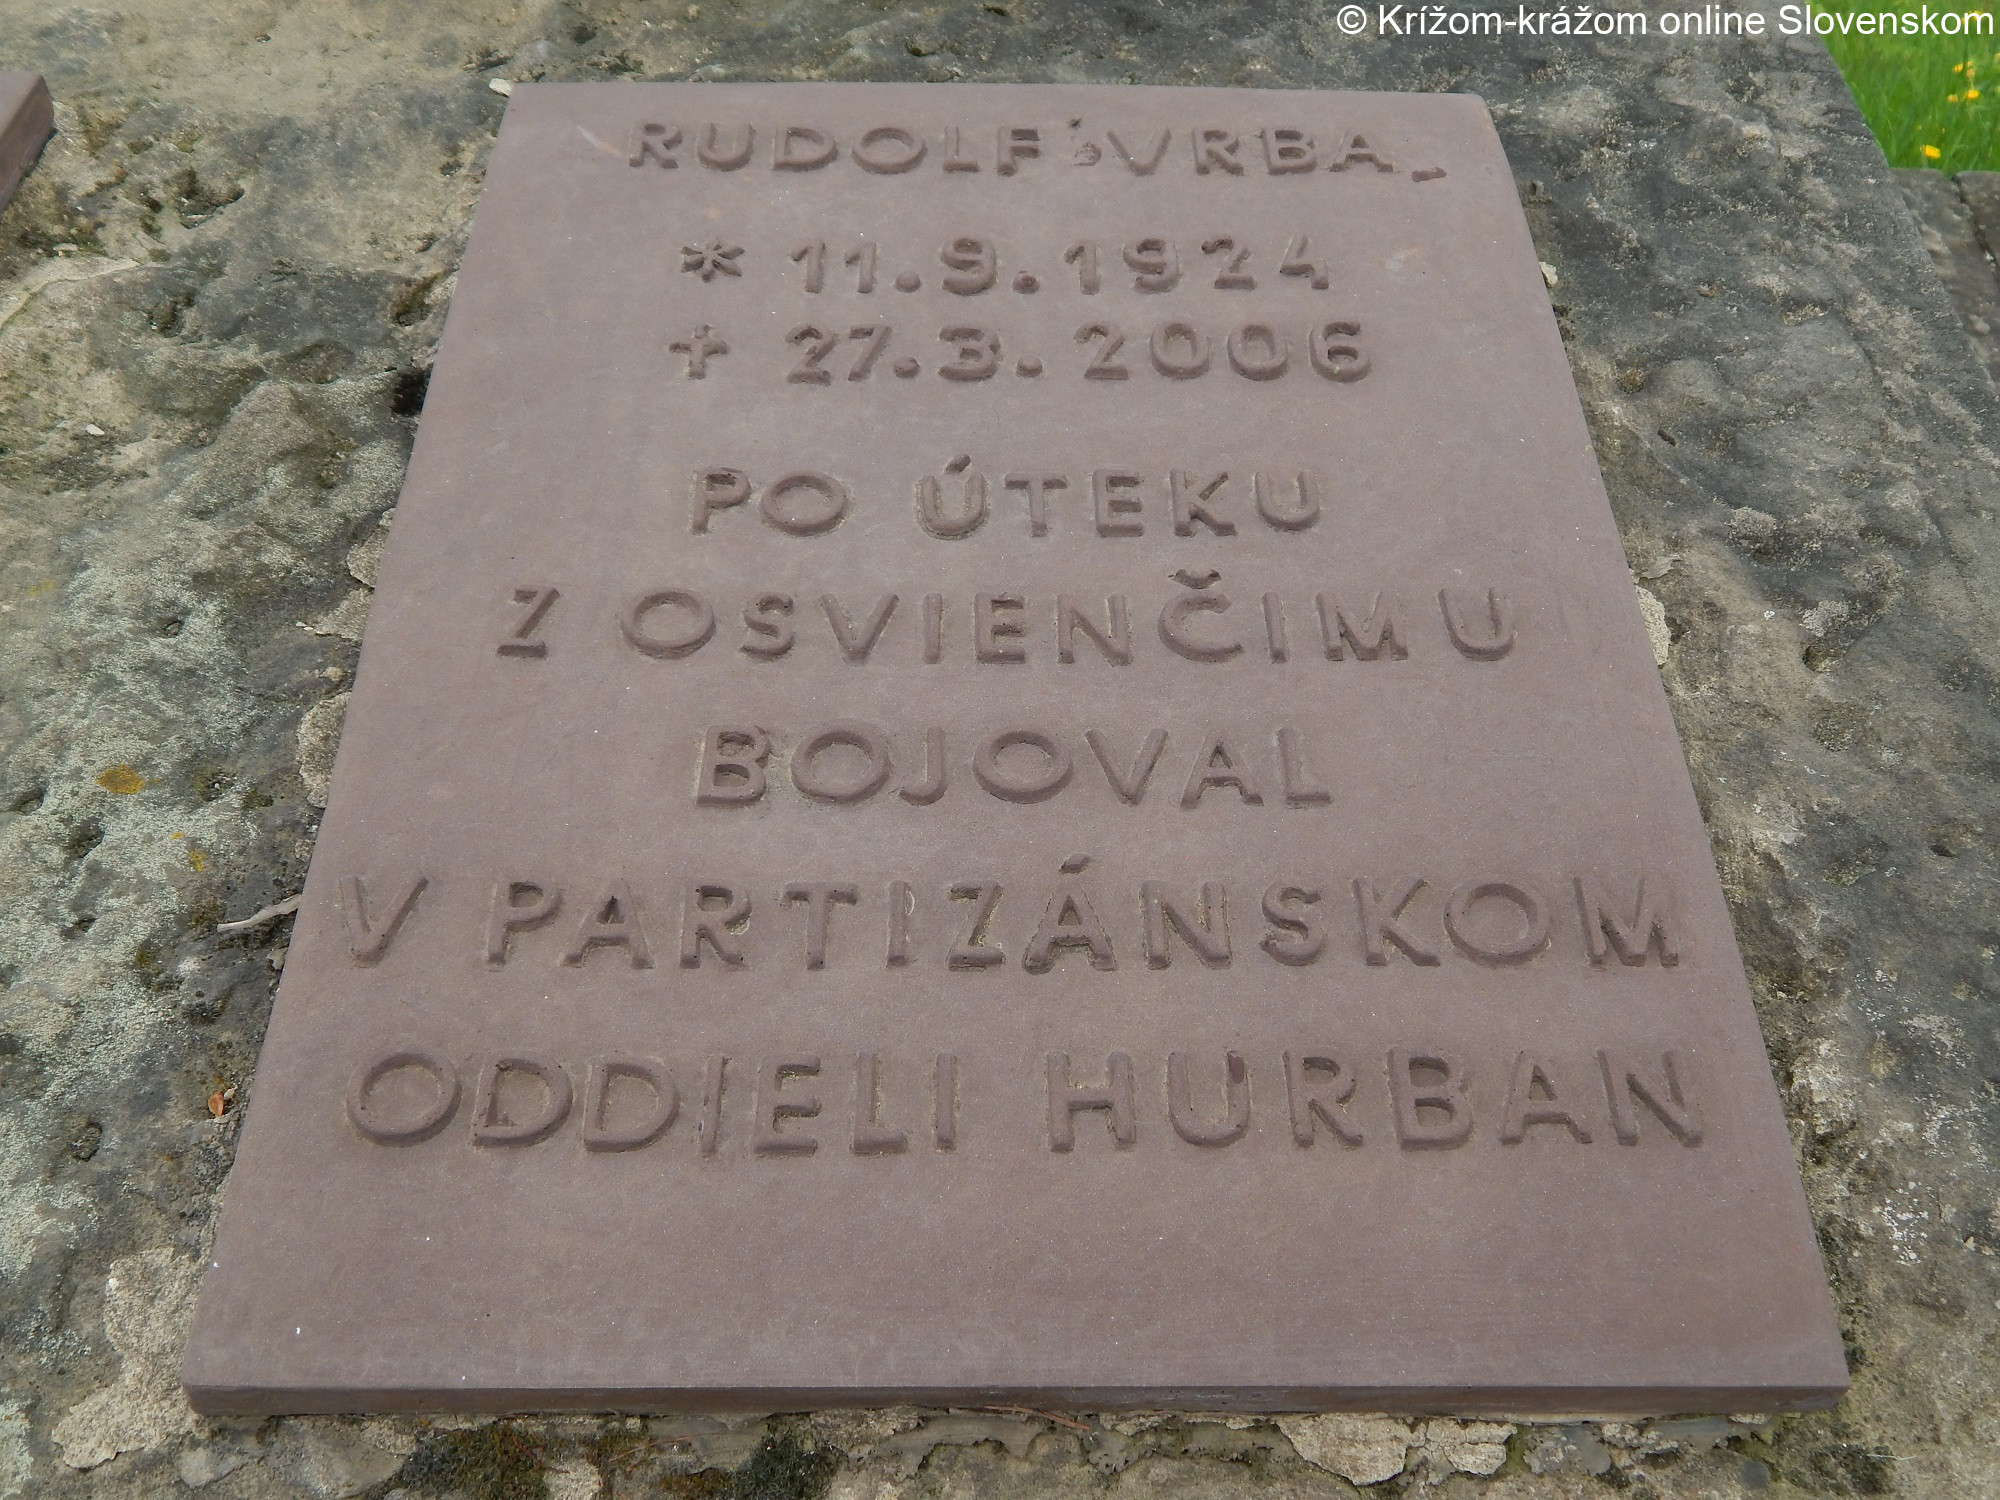 © Krížom-krážom online Slovenskom
RUDOLF VRBA
* 11.9.1924
✝ 27.3.2006
PO ÚTEKU
Z OSVIENČIMU
BOJOVAL
V PARTIZÁNSKOM
ODDIELI HURBAN